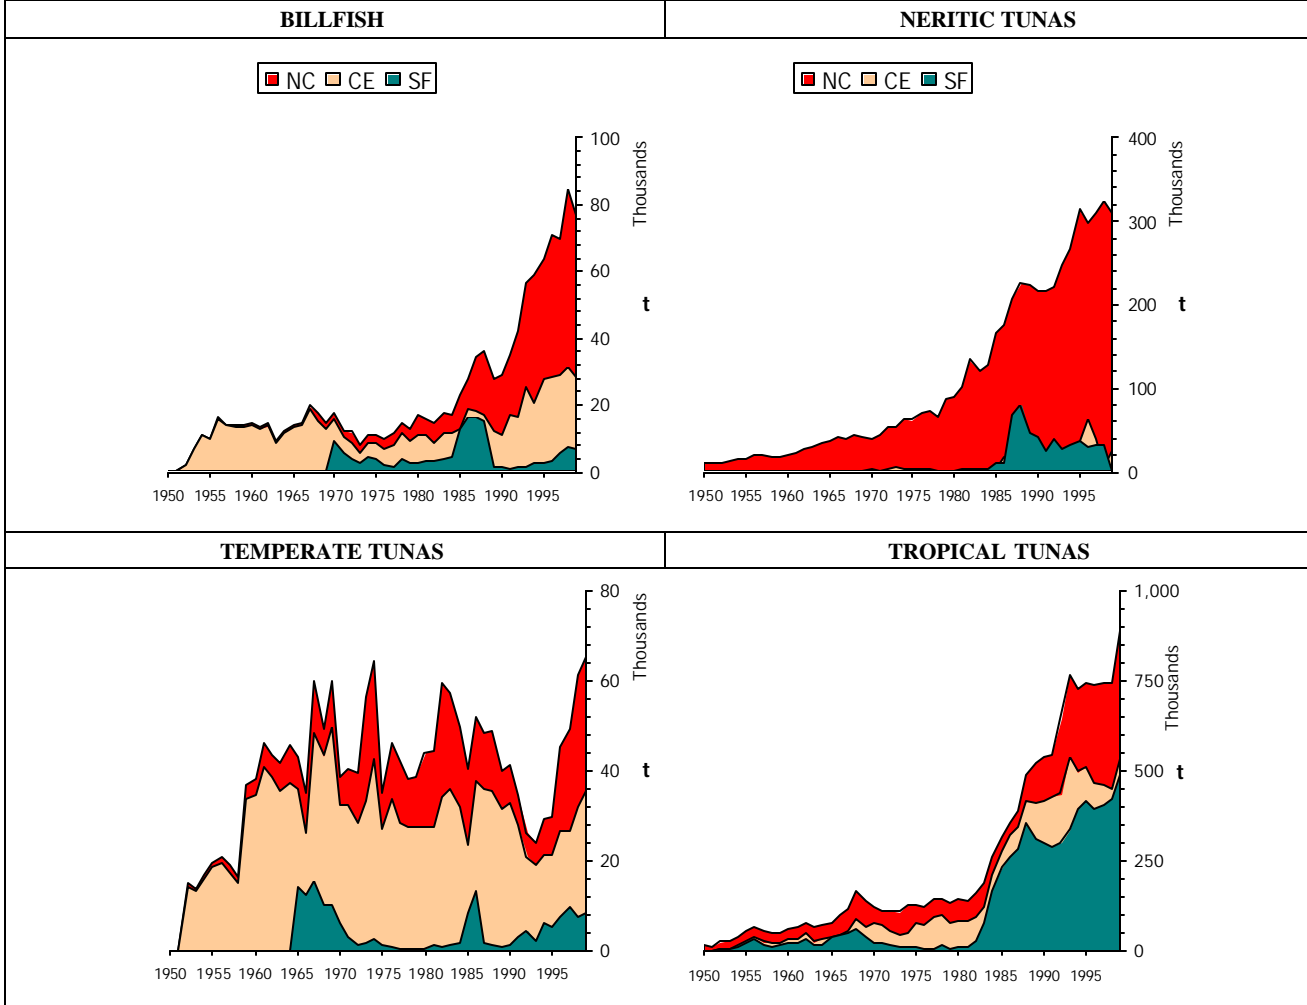 BILLFISH
NERITIC TUNAS
NC CE SF
NC CE SF
100
80
60
40
20
0
Thousands
t
1950 1955 1960 1965 1970 1975 1980 1985 1990 1995
400
300
200
100
0
Thousands
t
1950 1955 1960 1965 1970 1975 1980 1985 1990 1995
TEMPERATE TUNAS
TROPICAL TUNAS
80
60
40
20
0
Thousands
t
1950 1955 1960 1965 1970 1975 1980 1985 1990 1995
1,000
750
500
250
0
Thousands
t
1950 1955 1960 1965 1970 1975 1980 1985 1990 1995